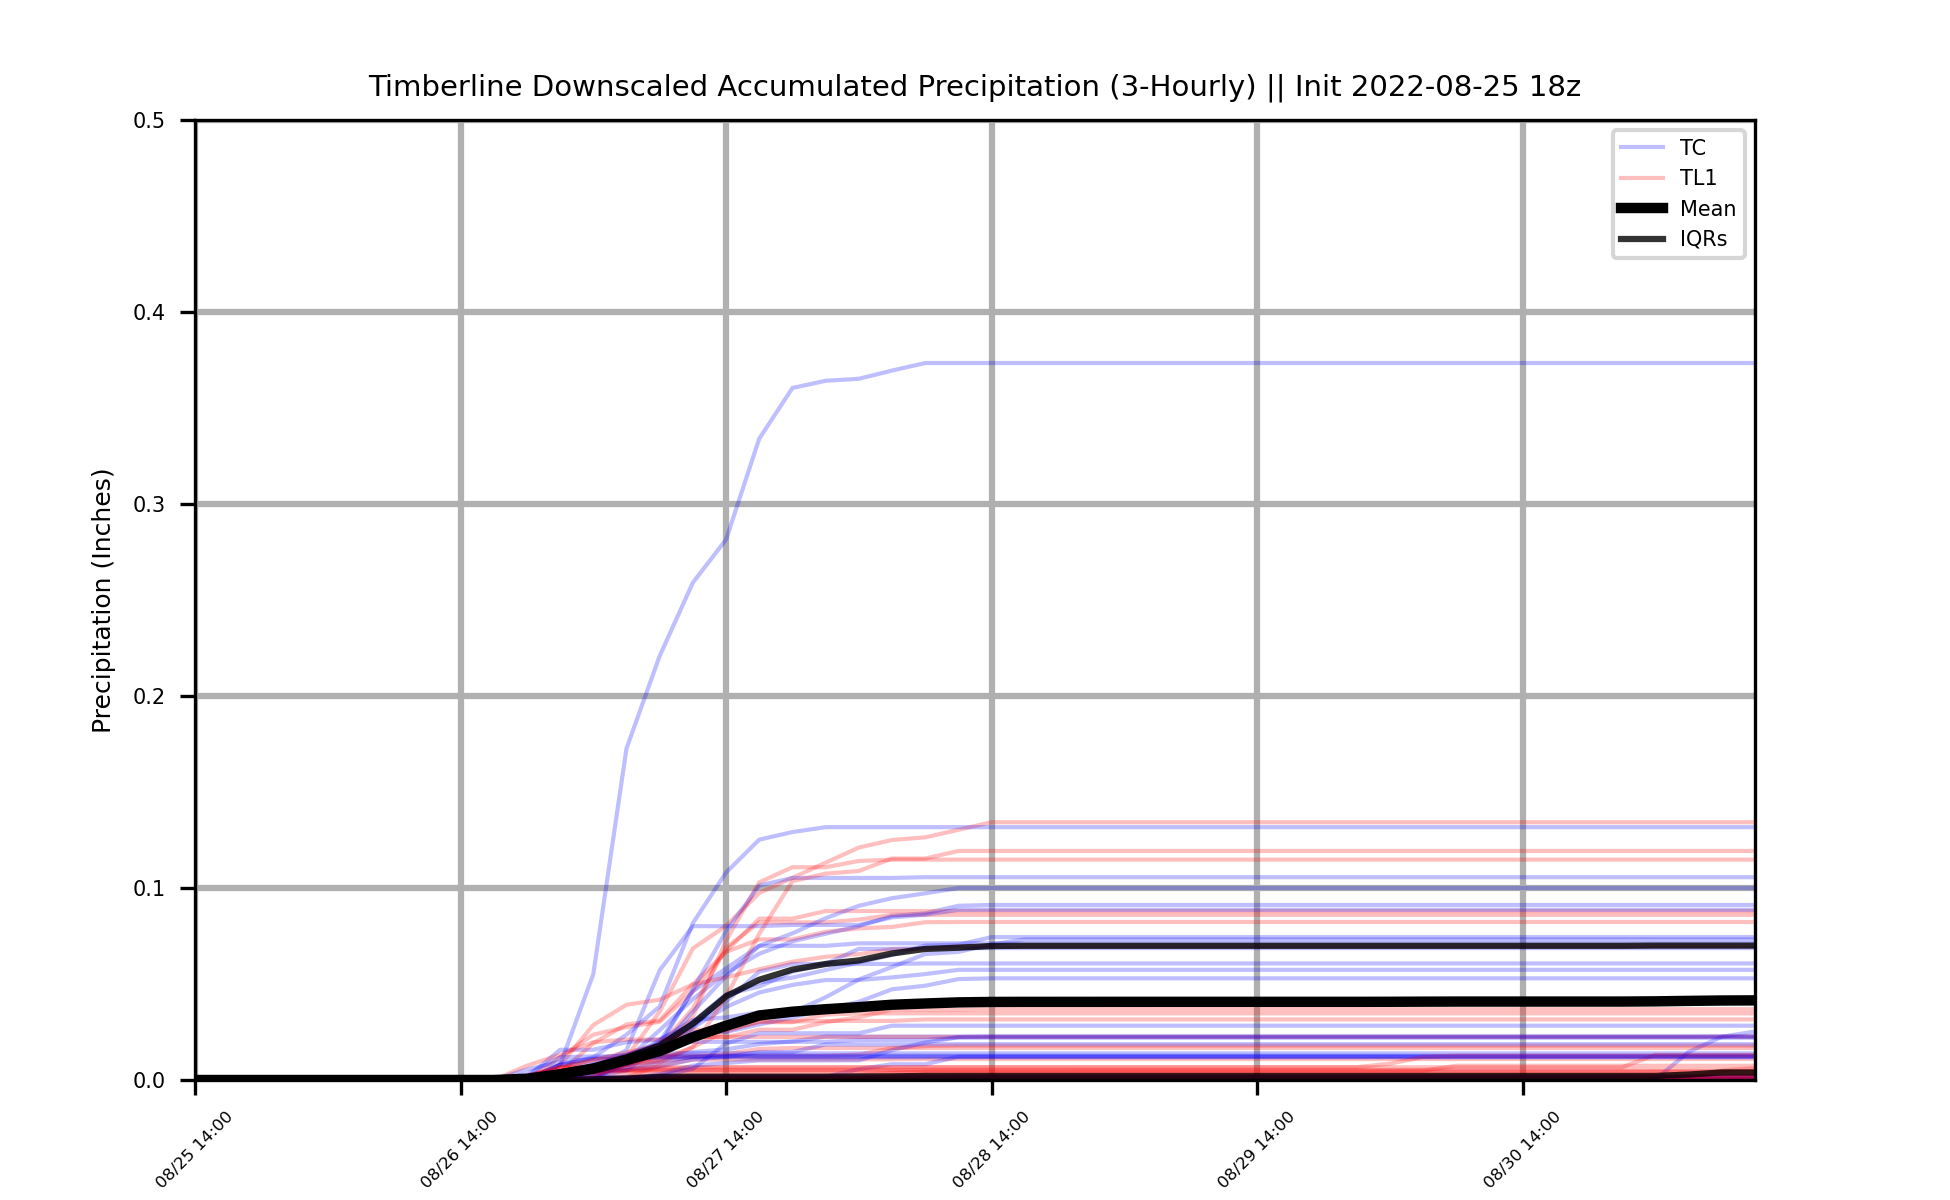 Timberline Downscaled Accumulated Precipitation (3-Hourly) || Init 2022-08-25 18z
TC
TL1
Mean
IQRs
Precipitation (Inches)
0.5
0.4
0.3
0.2
0.1
0.0
08/25 14:00
08/26 14:00
08/27 14:00
08/28 14:00
08/29 14:00
08/30 14:00